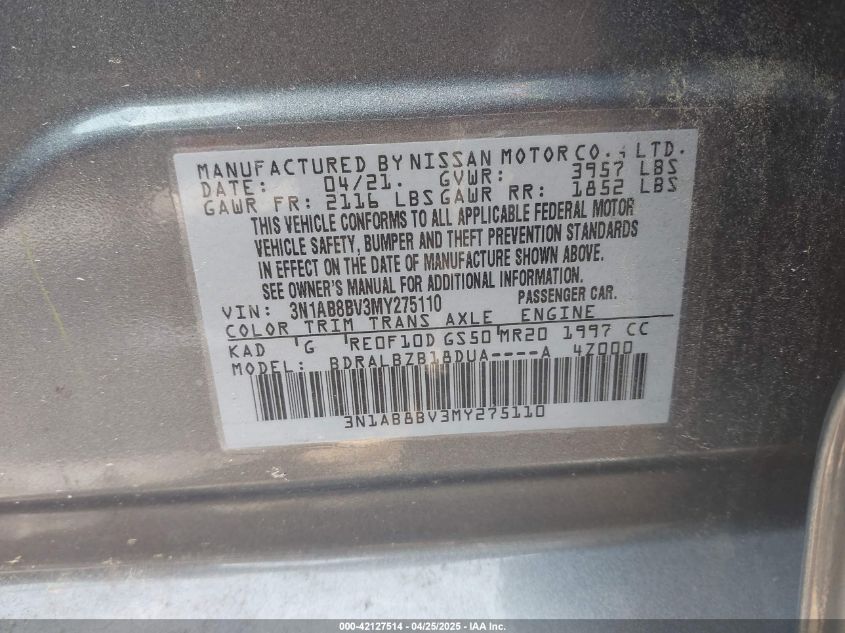 MANUFACTURED BY NISSAN MOTOR CO., LTD.
DATE: 04/21. GVWR: 3957 LBS
GAWR FR: 2116 LBS GAWR RR: 1852 LBS
THIS VEHICLE CONFORMS TO ALL APPLICABLE FEDERAL MOTOR
VEHICLE SAFETY, BUMPER AND THEFT PREVENTION STANDARDS
IN EFFECT ON THE DATE OF MANUFACTURE SHOWN ABOVE.
SEE OWNER'S MANUAL FOR ADDITIONAL INFORMATION.
VIN: 3N1AB8BV3MY275110 PASSENGER CAR.
COLOR TRIM TRANS AXLE ENGINE
KAD G RE0F10D GS50 MR20 1997 CC
MODEL: BDRALBZB18DUA----A 4Z000
3N1AB8BV3MY275110
000-42127514 - 04/25/2025 - IAA Inc.